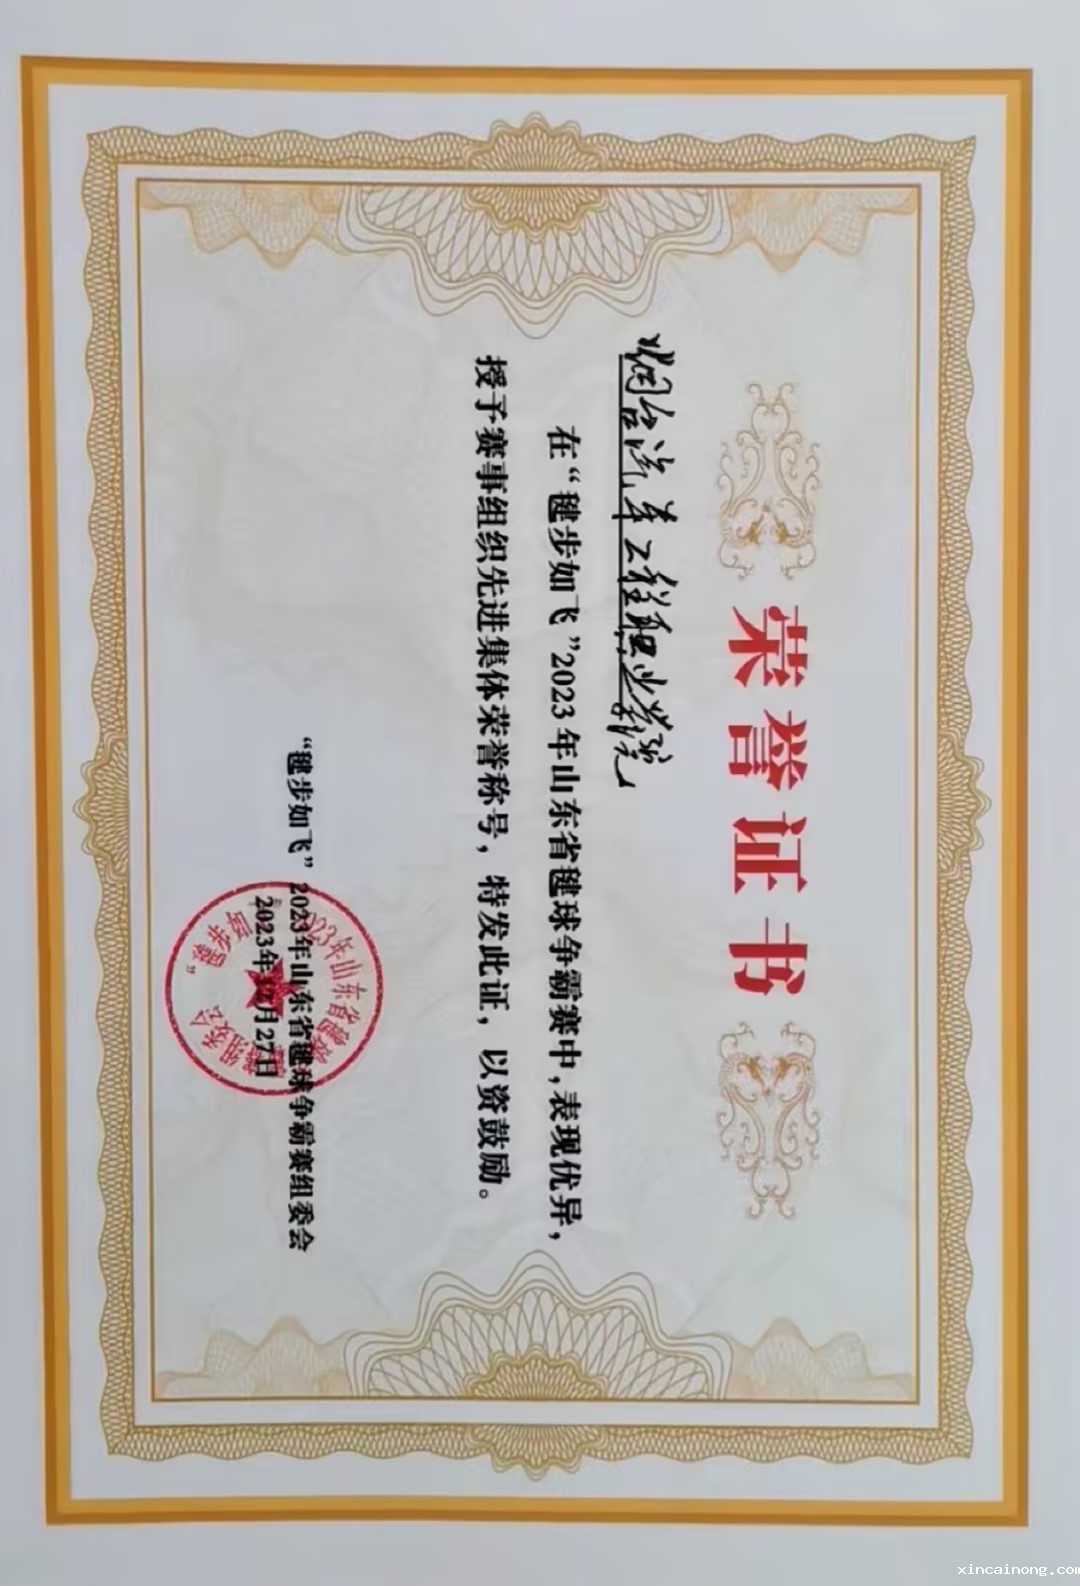 荣誉证书
烟台汽车工程职业学院
在“毽步如飞”2023年山东省毽球争霸赛中,表现优异,
授予赛事组织先进集体荣誉称号,特发此证,以资鼓励。
“毽步如飞”2023年山东省毽球争霸赛组委会
2023年12月27日
xincainong.com